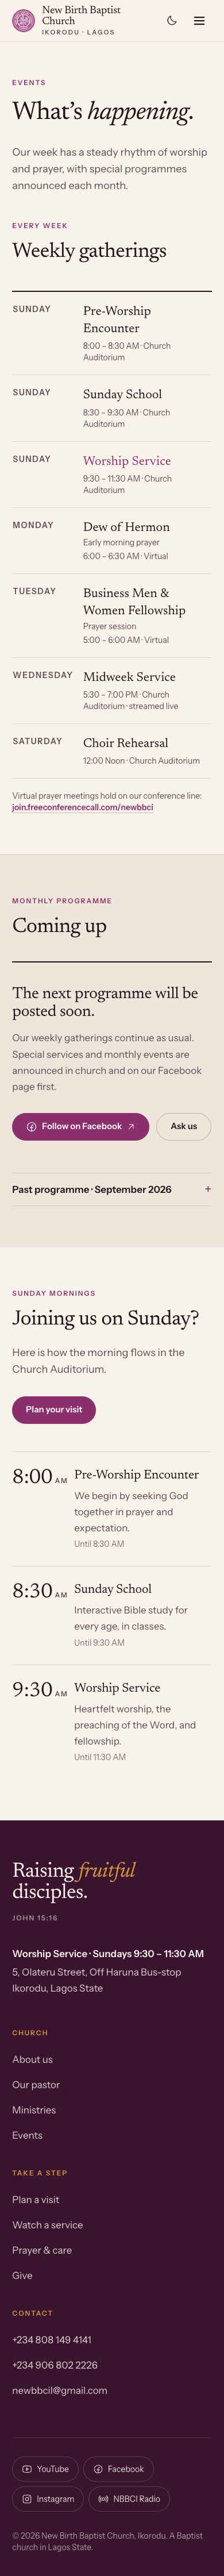 New Birth Baptist
Church
IKORODU · LAGOS
EVENTS
What's happening.
Our week has a steady rhythm of worship
and prayer, with special programmes
announced each month.
EVERY WEEK
Weekly gatherings
SUNDAY
Pre-Worship
Encounter
8:00 – 8:30 AM · Church
Auditorium
SUNDAY
Sunday School
8:30 – 9:30 AM · Church
Auditorium
SUNDAY
Worship Service
9:30 – 11:30 AM · Church
Auditorium
MONDAY
Dew of Hermon
Early morning prayer
6:00 – 6:30 AM · Virtual
TUESDAY
Business Men &
Women Fellowship
Prayer session
5:00 – 6:00 AM · Virtual
WEDNESDAY
Midweek Service
5:30 – 7:00 PM · Church
Auditorium · streamed live
SATURDAY
Choir Rehearsal
12:00 Noon · Church Auditorium
Virtual prayer meetings hold on our conference line:
join.freeconferencecall.com/newbbci
MONTHLY PROGRAMME
Coming up
The next programme will be
posted soon.
Our weekly gatherings continue as usual.
Special services and monthly events are
announced in church and on our Facebook
page first.
Follow on Facebook ↗
Ask us
Past programme · September 2026 +
SUNDAY MORNINGS
Joining us on Sunday?
Here is how the morning flows in the
Church Auditorium.
Plan your visit
8:00 AM
Pre-Worship Encounter
We begin by seeking God
together in prayer and
expectation.
Until 8:30 AM
8:30 AM
Sunday School
Interactive Bible study for
every age, in classes.
Until 9:30 AM
9:30 AM
Worship Service
Heartfelt worship, the
preaching of the Word, and
fellowship.
Until 11:30 AM
Raising fruitful
disciples.
JOHN 15:16
Worship Service · Sundays 9:30 – 11:30 AM
5, Olateru Street, Off Haruna Bus-stop
Ikorodu, Lagos State
CHURCH
About us
Our pastor
Ministries
Events
TAKE A STEP
Plan a visit
Watch a service
Prayer & care
Give
CONTACT
+234 808 149 4141
+234 906 802 2226
newbbcil@gmail.com
YouTube
Facebook
Instagram
NBBCI Radio
© 2026 New Birth Baptist Church, Ikorodu. A Baptist
church in Lagos State.